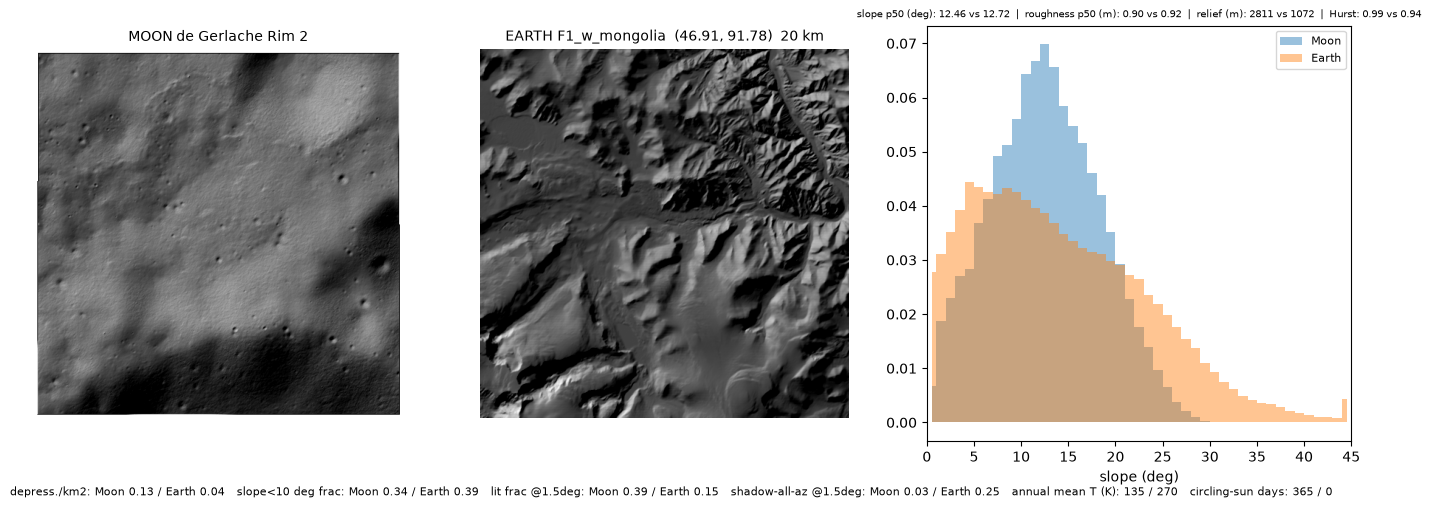 slope p50 (deg): 12.46 vs 12.72 | roughness p50 (m): 0.90 vs 0.92 | relief (m): 2811 vs 1072 | Hurst: 0.99 vs 0.94
MOON de Gerlache Rim 2
EARTH F1_w_mongolia (46.91, 91.78) 20 km
Moon
Earth
0.07
0.06
0.05
0.04
0.03
0.02
0.01
0.00
0 5 10 15 20 25 30 35 40 45
slope (deg)
depress./km2: Moon 0.13 / Earth 0.04 slope<10 deg frac: Moon 0.34 / Earth 0.39 lit frac @1.5deg: Moon 0.39 / Earth 0.15 shadow-all-az @1.5deg: Moon 0.03 / Earth 0.25 annual mean T (K): 135 / 270 circling-sun days: 365 / 0